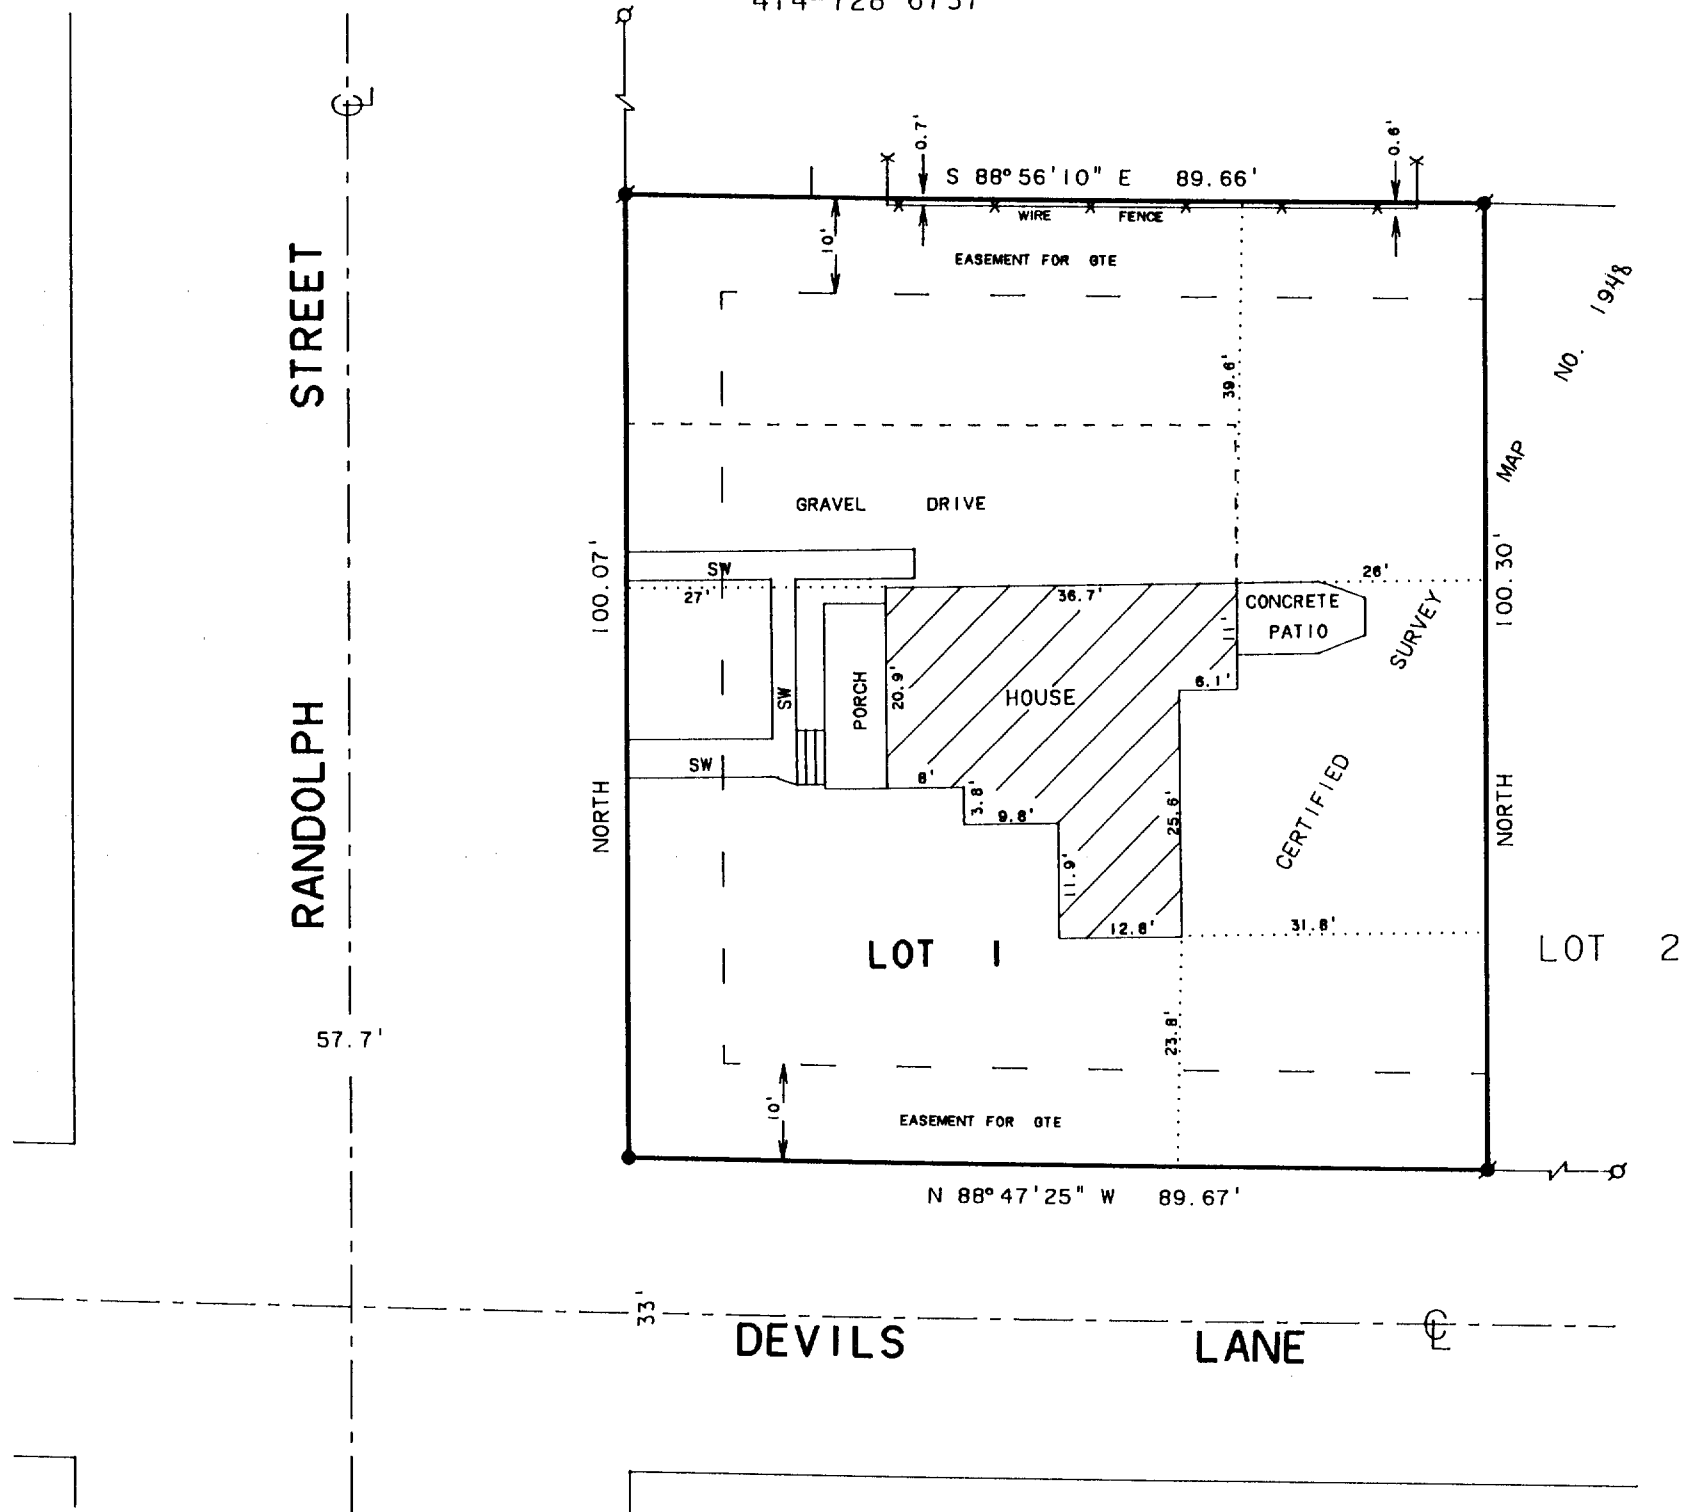 0.7'
0.6'
S 88° 56' 10" E 89.66'
WIRE FENCE
10'
EASEMENT FOR GTE
NO. 1948
STREET
39.6'
MAP
GRAVEL DRIVE
100.07'
100.30'
SW
27'
36.7'
26'
CONCRETE
PATIO
11'
SURVEY
6.1'
20.9'
HOUSE
PORCH
SW
SW
8'
3.8'
9.8'
25.6'
CERTIFIED
NORTH
NORTH
RANDOLPH
11.9'
12.8'
31.8'
LOT 1
LOT 2
57.7'
23.8'
10'
EASEMENT FOR GTE
N 88° 47' 25" W 89.67'
33'
DEVILS LANE